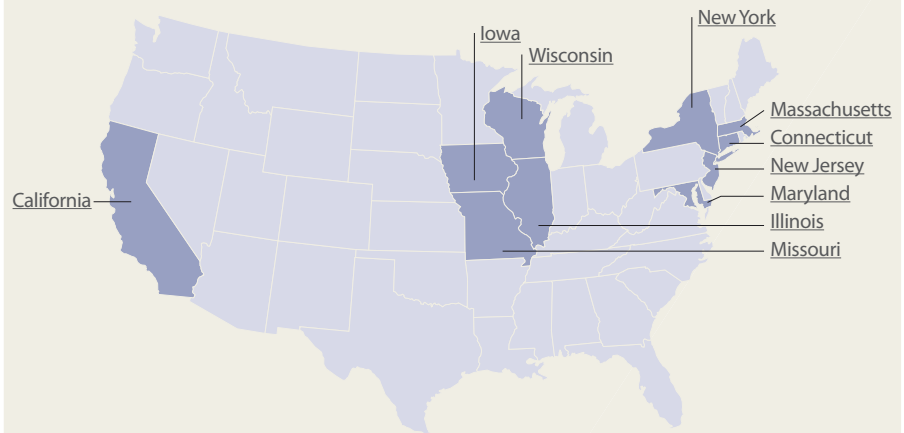 New York
Iowa
Wisconsin
Massachusetts
Connecticut
New Jersey
Maryland
California
Illinois
Missouri